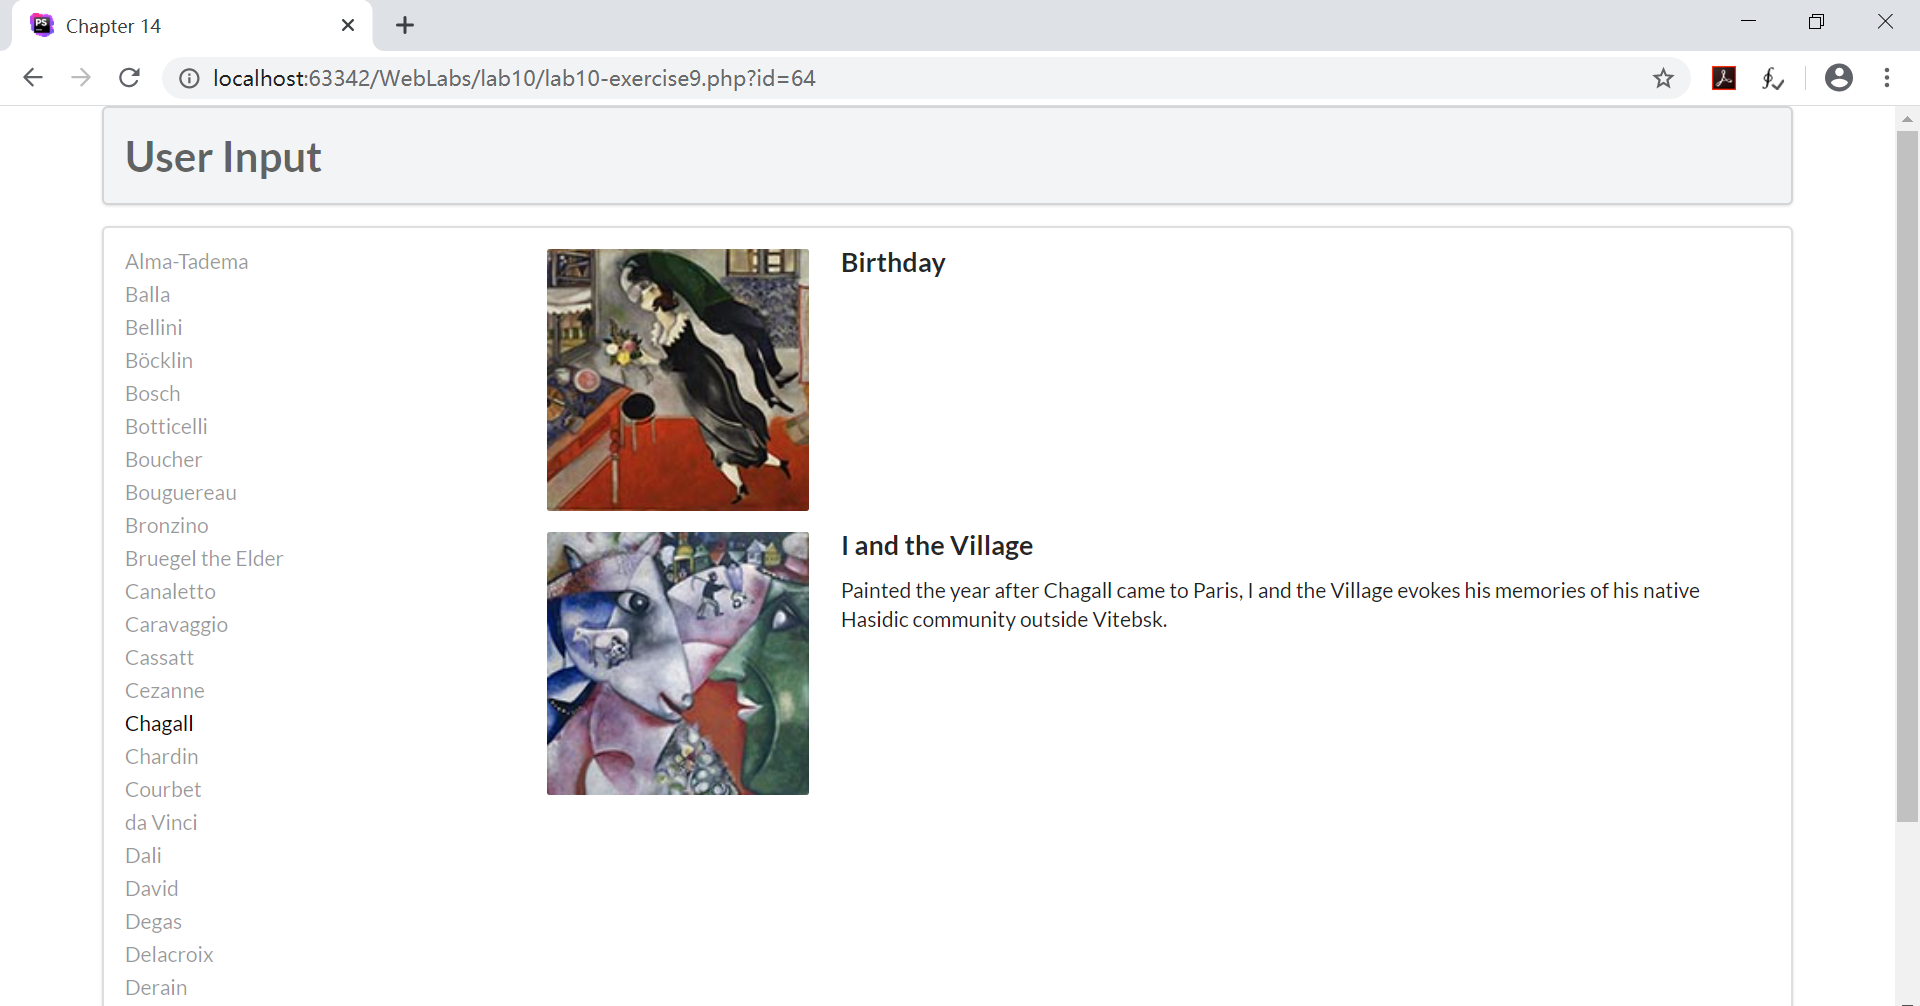 Chapter 14
localhost:63342/WebLabs/lab10/lab10-exercise9.php?id=64
User Input
Alma-Tadema
Balla
Bellini
Böcklin
Bosch
Botticelli
Boucher
Bouguereau
Bronzino
Bruegel the Elder
Canaletto
Caravaggio
Cassatt
Cezanne
Chagall
Chardin
Courbet
da Vinci
Dali
David
Degas
Delacroix
Derain
Birthday
I and the Village
Painted the year after Chagall came to Paris, I and the Village evokes his memories of his native
Hasidic community outside Vitebsk.